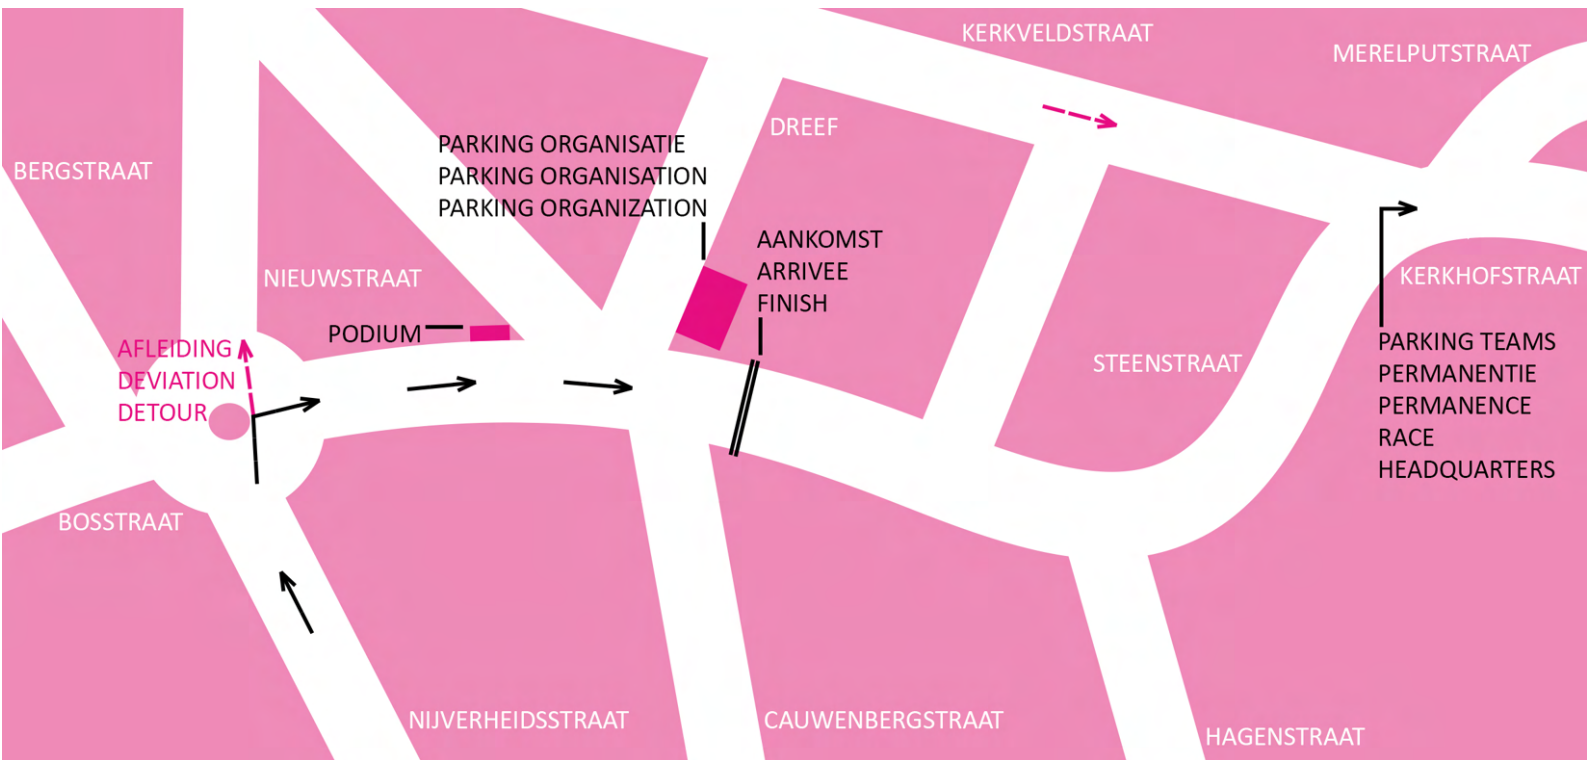 KERKVELDSTRAAT
MERELPUTSTRAAT
DREEF
PARKING ORGANISATIE
PARKING ORGANISATION
PARKING ORGANIZATION
BERGSTRAAT
AANKOMST
ARRIVEE
FINISH
NIEUWSTRAAT
KERKHOFSTRAAT
PODIUM
AFLEIDING
DEVIATION
DETOUR
STEENSTRAAT
PARKING TEAMS
PERMANENTIE
PERMANENCE
RACE
HEADQUARTERS
BOSSTRAAT
NIJVERHEIDSSTRAAT
CAUWENBERGSTRAAT
HAGENSTRAAT